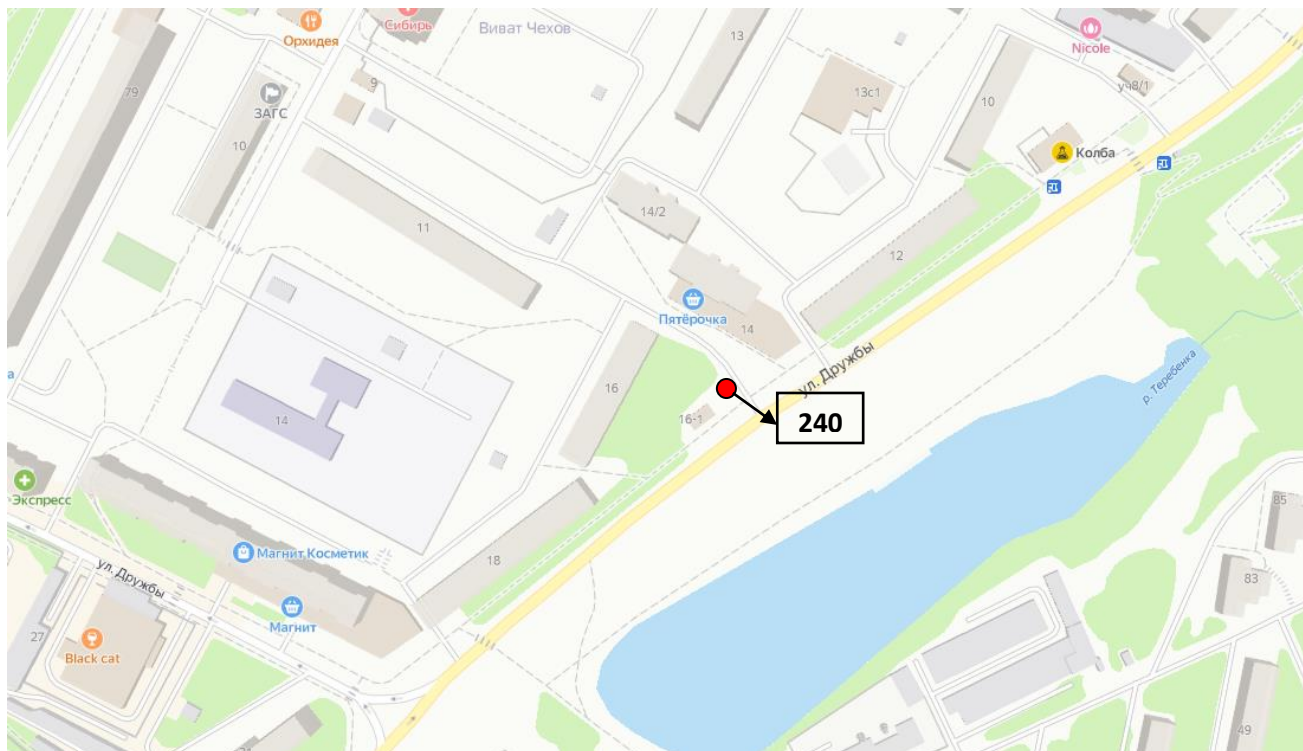 Орхидея
Сибирь
Виват Чехов
13
Nicole
79
ЗАГС
9
13с1
10
уч8/1
10
Колба
14/2
11
12
Пятёрочка
14
ул. Дружбы
р. Теребенка
16
16-1
240
14
Экспресс
Магнит Косметик
18
85
83
ул. Дружбы
Магнит
27
Black cat
49